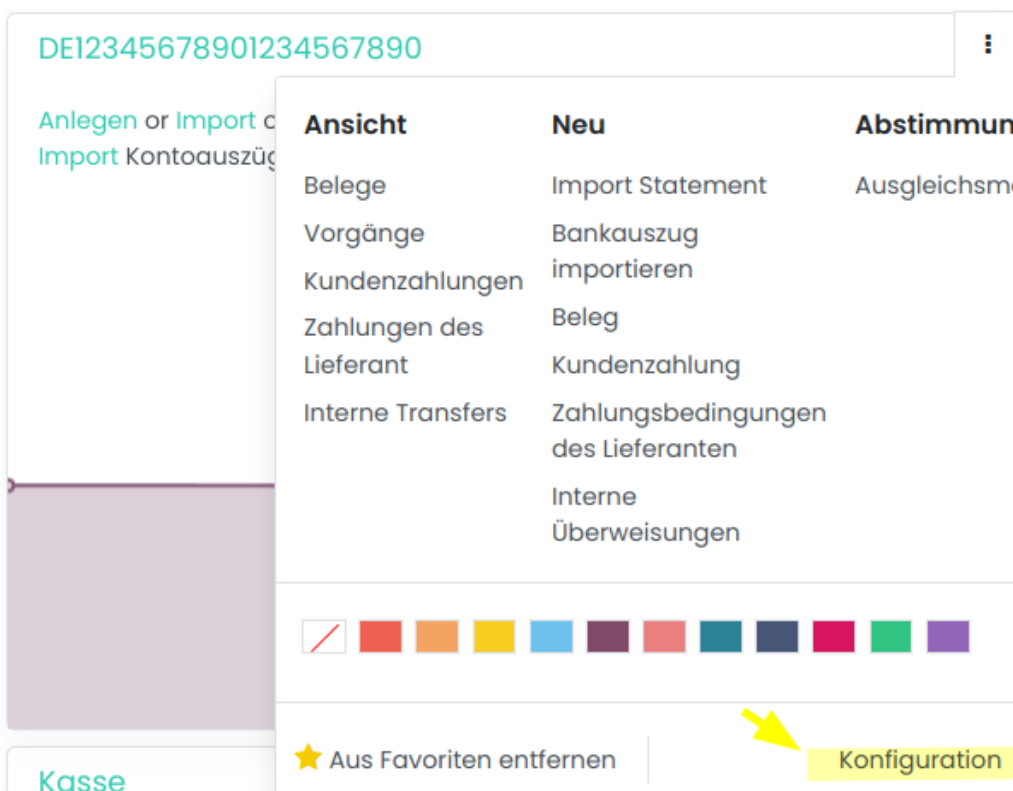 DE12345678901234567890
Anlegen or Import
Import
Ansicht
Belege
Vorgänge
Kundenzahlungen
Zahlungen des
Lieferant
Interne Transfers
Neu
Import Statement
Bankauszug
importieren
Beleg
Kundenzahlung
Zahlungsbedingungen
des Lieferanten
Interne
Überweisungen
Aus Favoriten entfernen
Konfiguration
Kasse